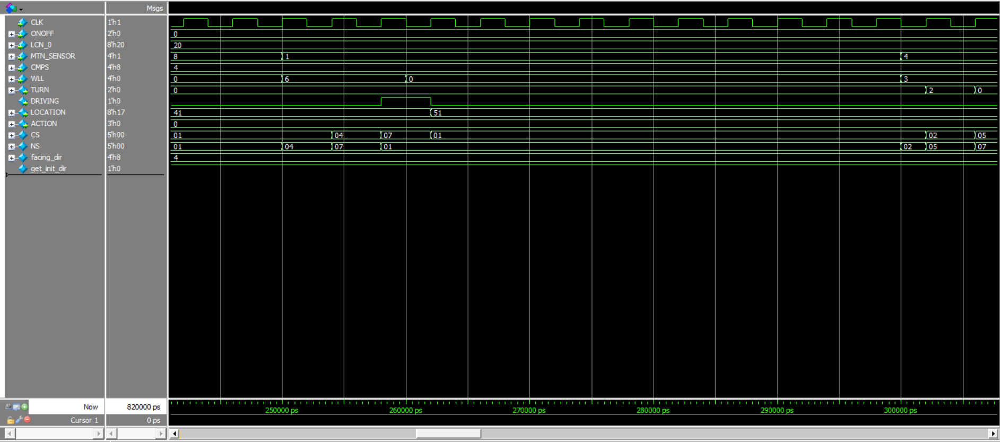 Msgs
CLK 1'h1
ONOFF 2'h0 0
LCN_0 8'h20 20
MTN_SENSOR 4'h1 8 1 4
CMPS 4'h8 4
WLL 4'h0 0 6 0 3
TURN 2'h0 0 2 0
DRIVING 1'h0
LOCATION 8'h17 41 51
ACTION 3'h0 0
CS 5'h00 01 04 07 01 02 05
NS 5'h00 01 04 07 01 02 05 07
facing_dir 4'h8 4
get_init_dir 1'h0
Now 820000 ps 250000 ps 260000 ps 270000 ps 280000 ps 290000 ps 300000 ps
Cursor 1 0 ps